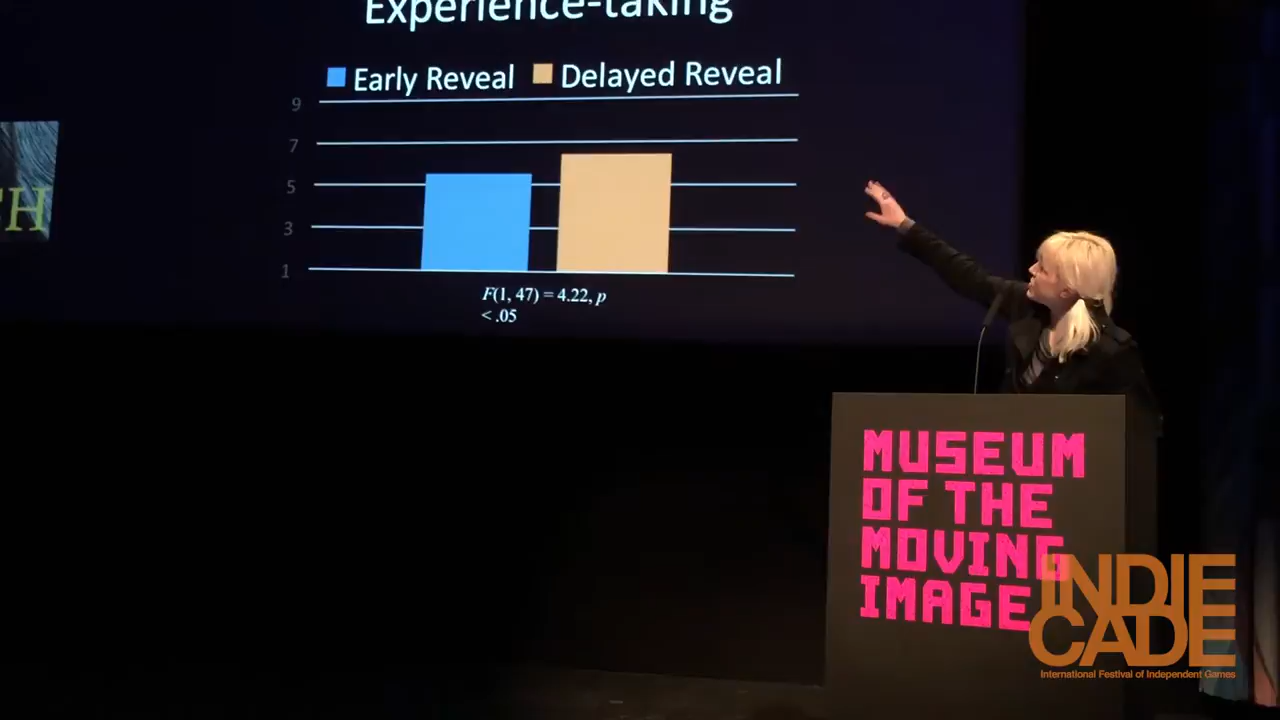 Experience-taking
Early Reveal
Delayed Reveal
9
7
5
3
1
CH
F(1, 47) = 4.22, p
< .05
MUSEUM
OF THE
MOVING
IMAGE
INDIE
CADE
International Festival of Independent Games